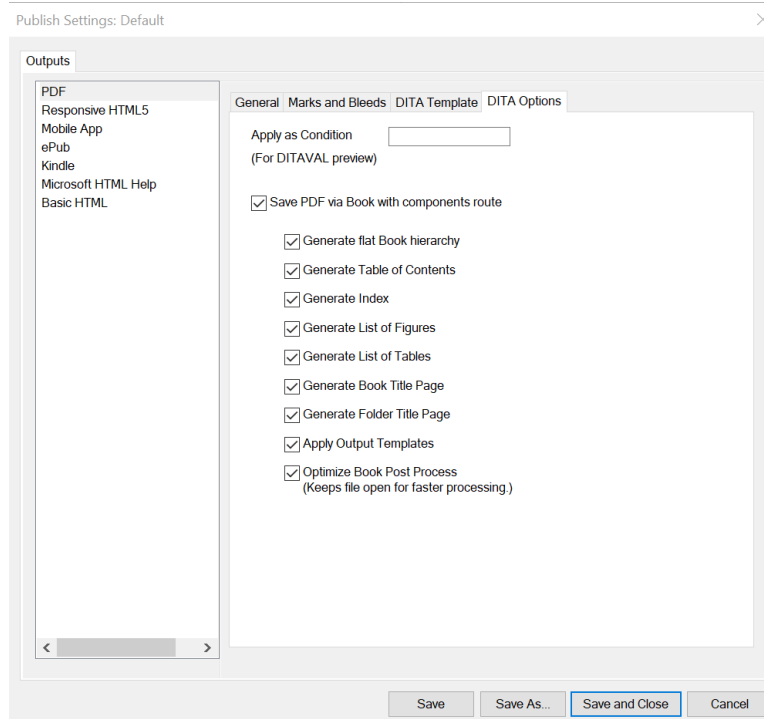 Publish Settings: Default
Outputs
PDF
Responsive HTML5
Mobile App
ePub
Kindle
Microsoft HTML Help
Basic HTML
General
Marks and Bleeds
DITA Template
DITA Options
Apply as Condition
(For DITAVAL preview)
Save PDF via Book with components route
Generate flat Book hierarchy
Generate Table of Contents
Generate Index
Generate List of Figures
Generate List of Tables
Generate Book Title Page
Generate Folder Title Page
Apply Output Templates
Optimize Book Post Process
(Keeps file open for faster processing.)
Save
Save As...
Save and Close
Cancel